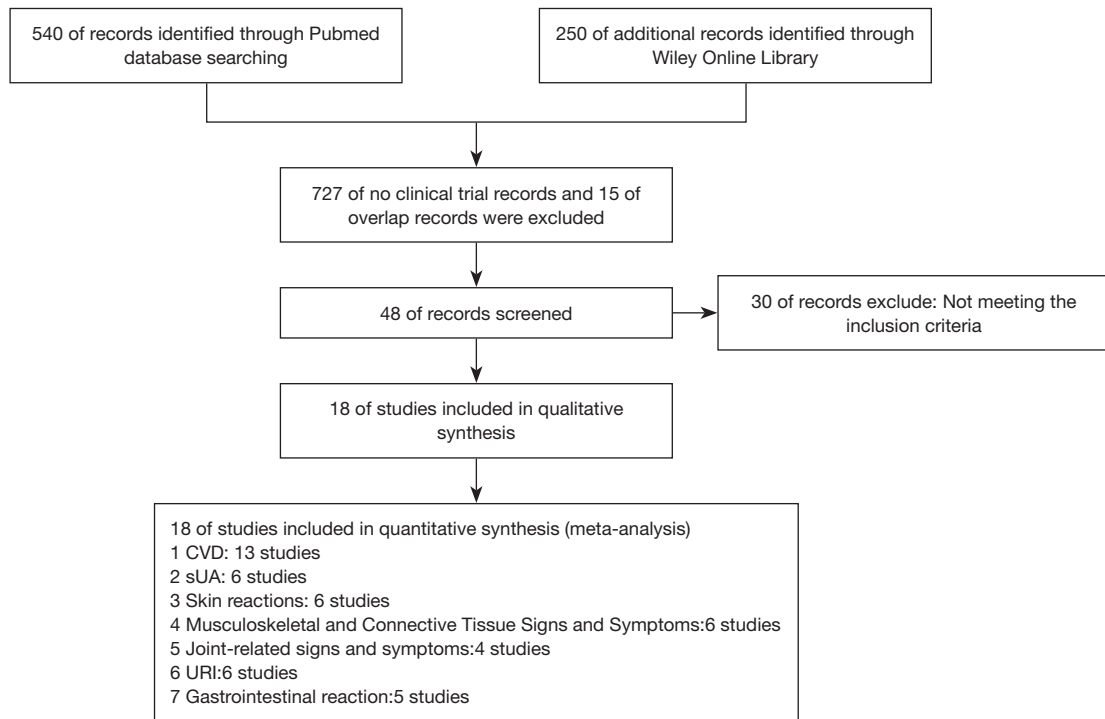 540 of records identified through Pubmed
database searching
250 of additional records identified through
Wiley Online Library
727 of no clinical trial records and 15 of
overlap records were excluded
48 of records screened
30 of records exclude: Not meeting the
inclusion criteria
18 of studies included in qualitative
synthesis
18 of studies included in quantitative synthesis (meta-analysis)
1 CVD: 13 studies
2 sUA: 6 studies
3 Skin reactions: 6 studies
4 Musculoskeletal and Connective Tissue Signs and Symptoms:6 studies
5 Joint-related signs and symptoms:4 studies
6 URI:6 studies
7 Gastrointestinal reaction:5 studies